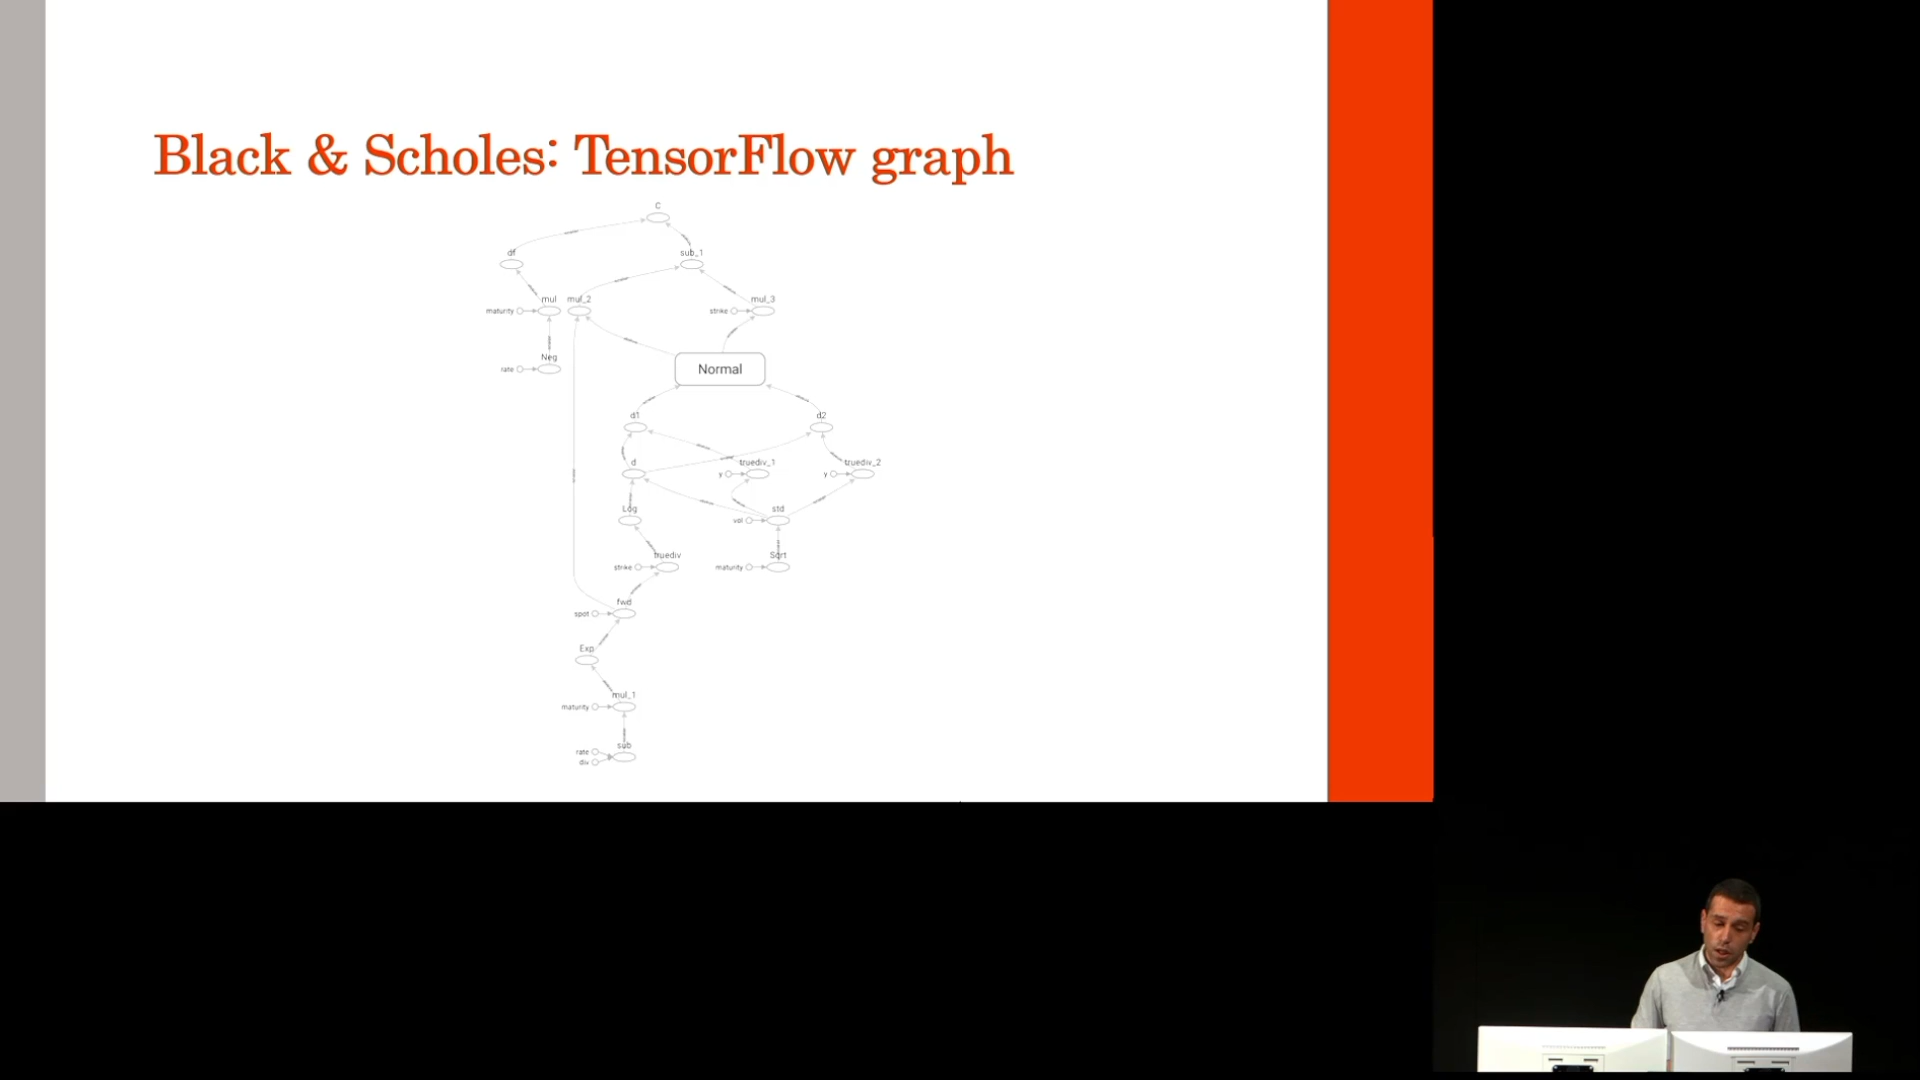 Black & Scholes: TensorFlow graph
C
df
sub_1
mul
mul_2
mul_3
maturity
strike
Neg
rate
Normal
d1
d2
d
truediv_1
truediv_2
y
y
Log
std
vol
truediv
Sqrt
strike
maturity
fwd
spot
Exp
mul_1
maturity
sub
rate
div